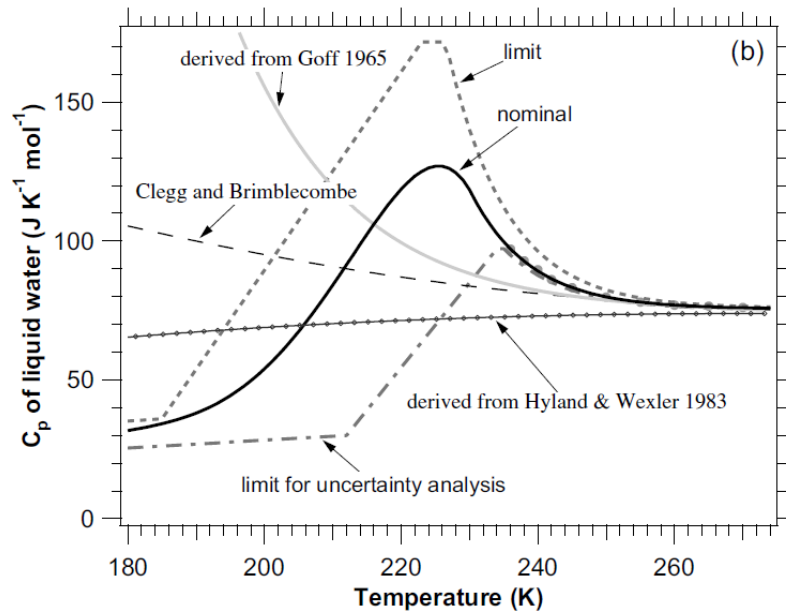 (b)
derived from Goff 1965
limit
nominal
Clegg and Brimblecombe
derived from Hyland & Wexler 1983
limit for uncertainty analysis
150
100
50
0
180
200
220
240
260
Temperature (K)
Cp of liquid water (J K-1 mol-1)